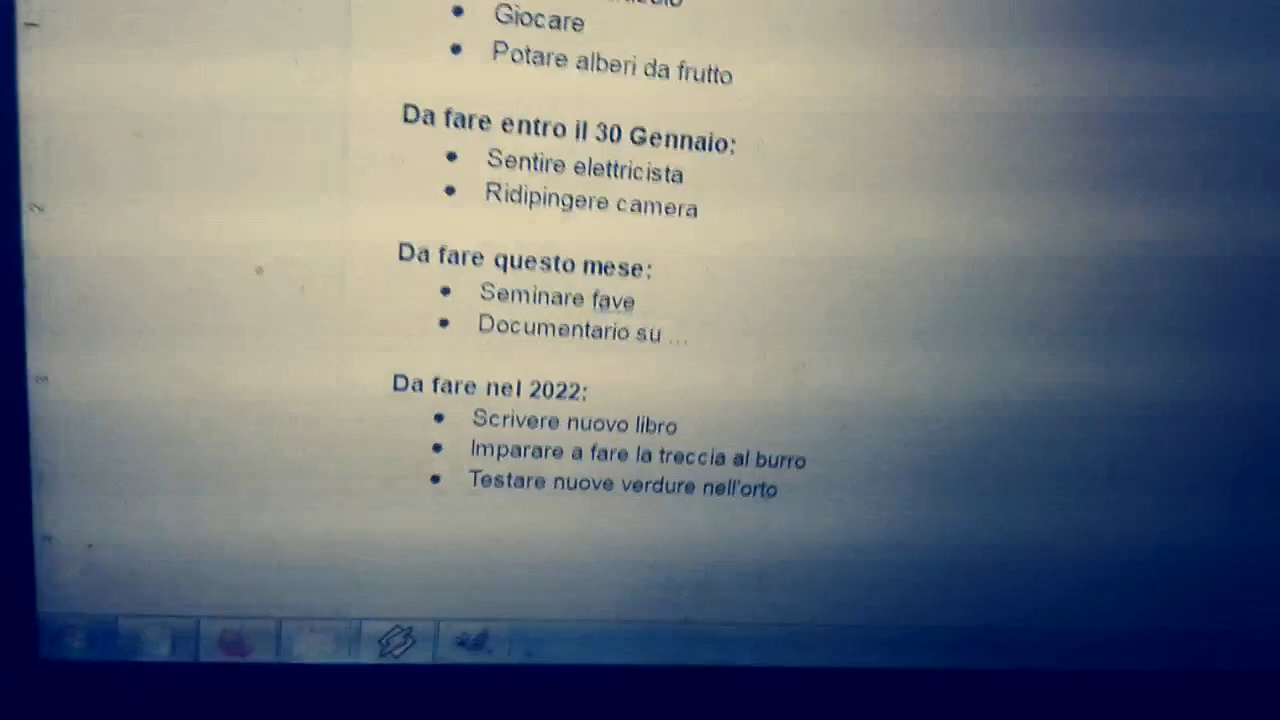 Giocare
Potare alberi da frutto
Da fare entro il 30 Gennaio:
Sentire elettricista
Ridipingere camera
Da fare questo mese:
Seminare fave
Documentario su ...
Da fare nel 2022:
Scrivere nuovo libro
Imparare a fare la treccia al burro
Testare nuove verdure nell'orto